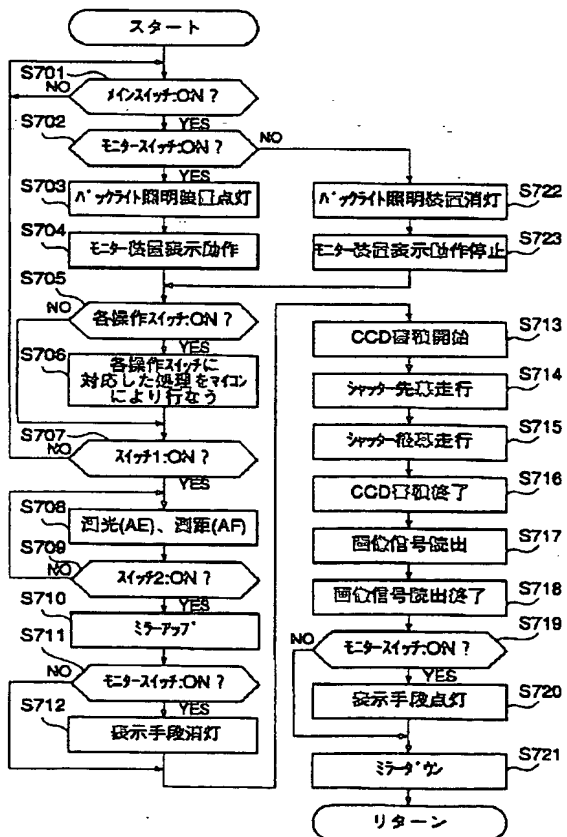 スタート
S701
メインスイッチ:ON ?
NO
YES
S702
モニタースイッチ:ON ?
NO
YES
S703
バックライト照明装置点灯
S704
モニター装置表示動作
S722
バックライト照明装置消灯
S723
モニター装置表示動作停止
S705
各操作スイッチ:ON ?
NO
YES
S706
各操作スイッチに
対応した処理をマイコン
により行なう
S707
スイッチ1:ON ?
NO
YES
S708
測光(AE)、測距(AF)
S709
スイッチ2:ON ?
NO
YES
S710
ミラーアップ
S711
モニタースイッチ:ON ?
NO
YES
S712
表示手段消灯
S713
CCD蓄積開始
S714
シャッター先幕走行
S715
シャッター後幕走行
S716
CCD蓄積終了
S717
画像信号読出
S718
画像信号読出終了
S719
モニタースイッチ:ON ?
NO
YES
S720
表示手段点灯
S721
ミラーダウン
リターン